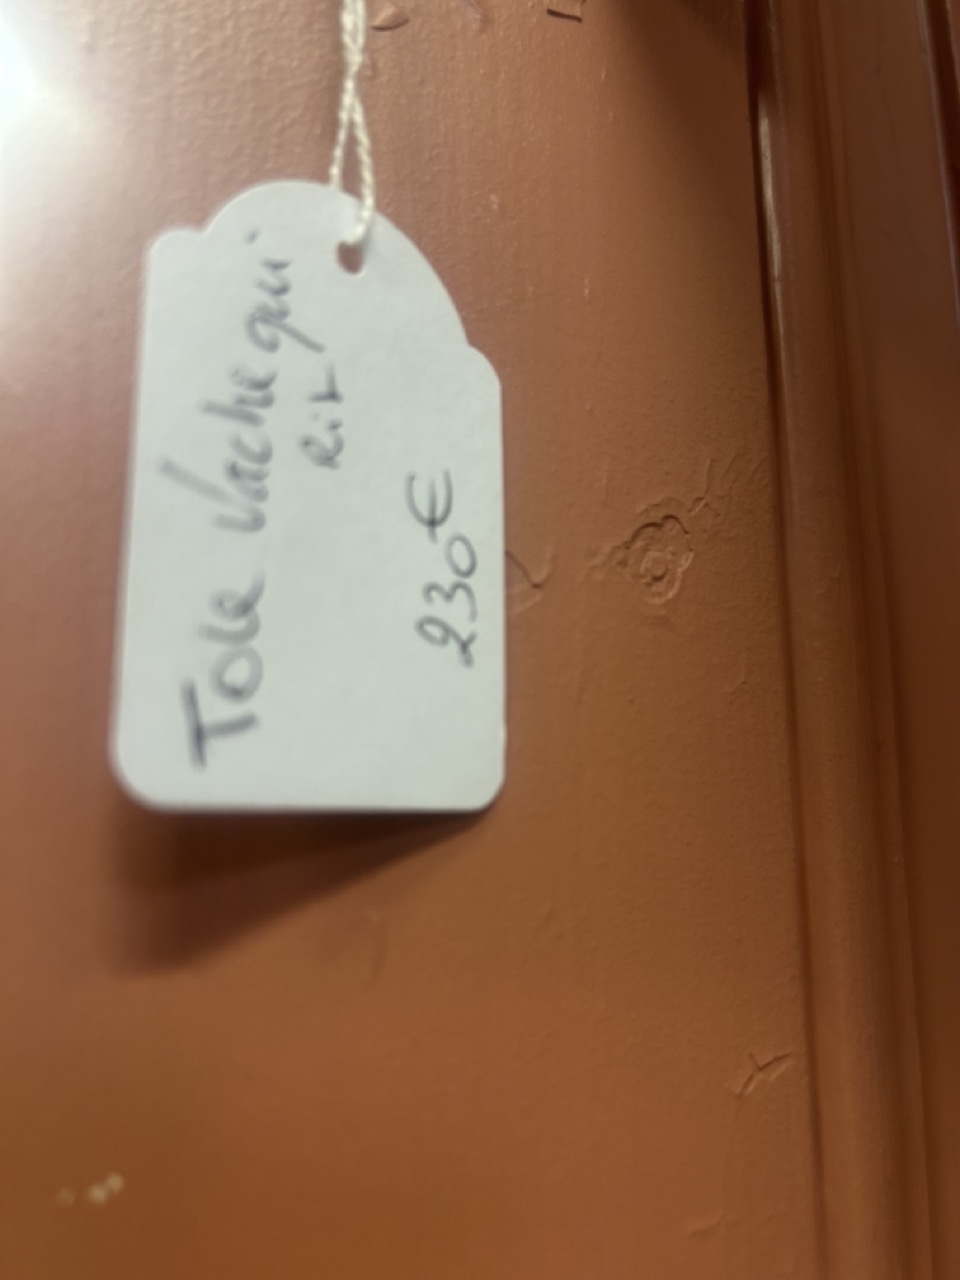 Tole Vache qui
Rit
230€